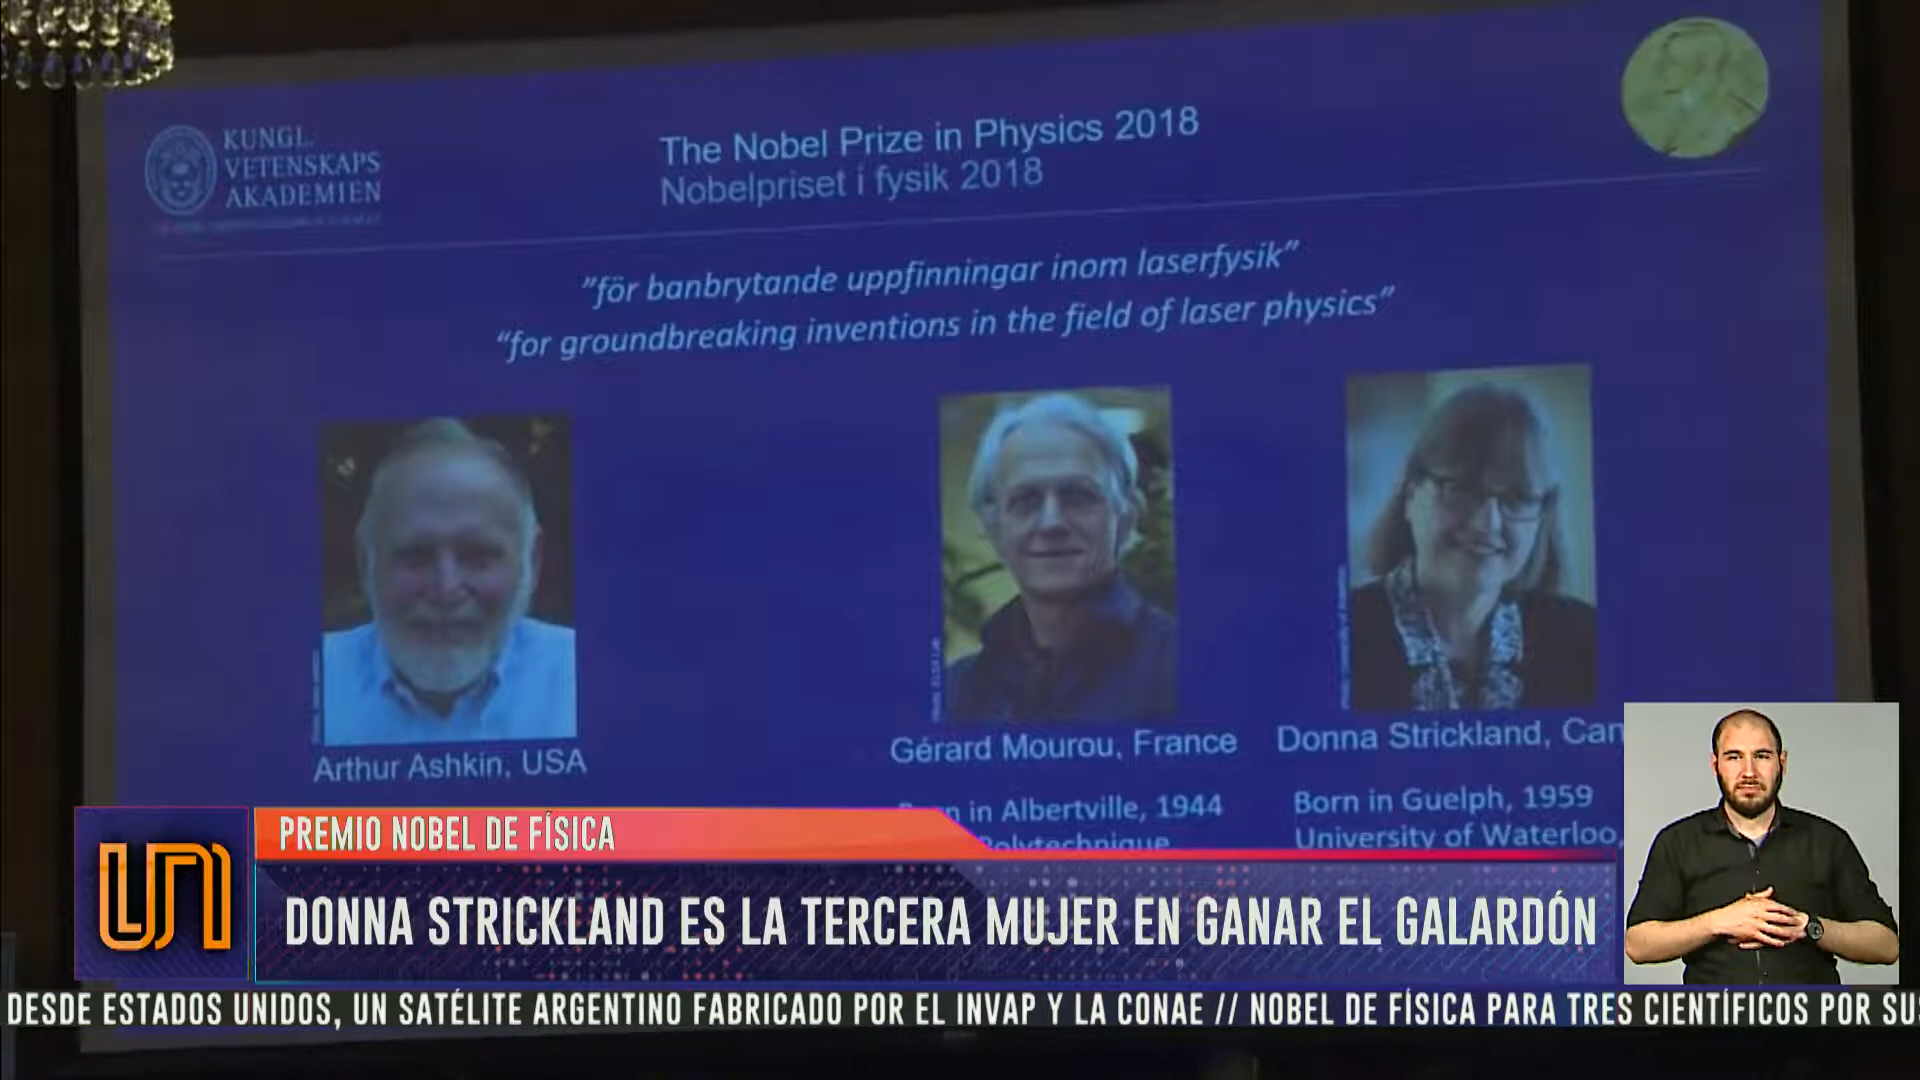 KUNGL.
VETENSKAPS
AKADEMIEN
The Nobel Prize in Physics 2018
Nobelpriset i fysik 2018
”för banbrytande uppfinningar inom laserfysik”
“for groundbreaking inventions in the field of laser physics”
Arthur Ashkin, USA
Gérard Mourou, France
Donna Strickland, Can
in Albertville, 1944
Polytechnique
Born in Guelph, 1959
University of Waterloo,
UN
PREMIO NOBEL DE FÍSICA
DONNA STRICKLAND ES LA TERCERA MUJER EN GANAR EL GALARDÓN
DESDE ESTADOS UNIDOS, UN SATÉLITE ARGENTINO FABRICADO POR EL INVAP Y LA CONAE // NOBEL DE FÍSICA PARA TRES CIENTÍFICOS POR SUS